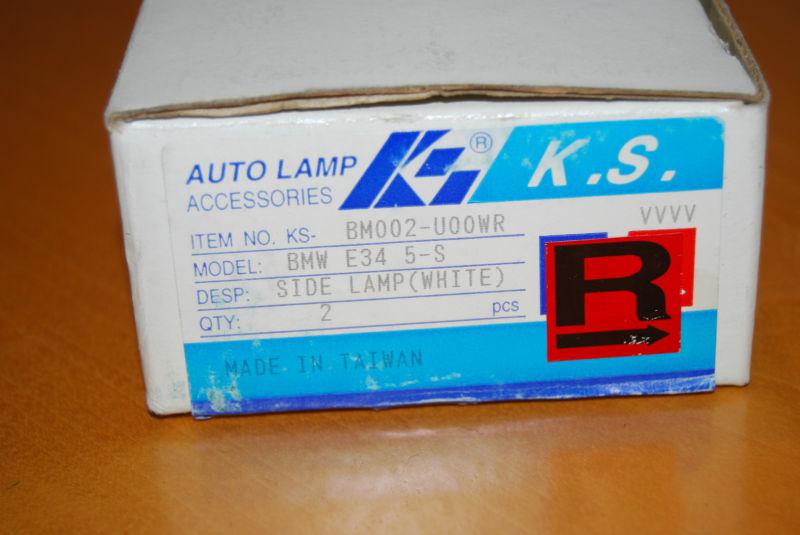 AUTO LAMP
ACCESSORIES
KS ®
K.S.
ITEM NO. KS- BM002-U00WR
VVVV
MODEL: BMW E34 5-S
DESP: SIDE LAMP(WHITE)
QTY: 2 pcs
R
MADE IN TAIWAN